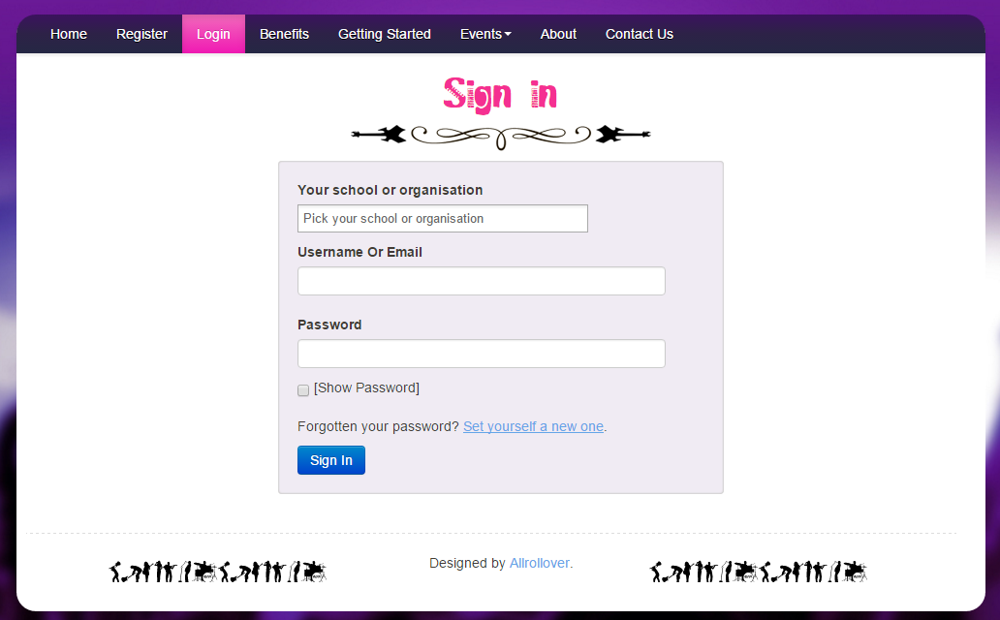 Home Register Login Benefits Getting Started Events About Contact Us
Sign in
Your school or organisation
Pick your school or organisation
Username Or Email
Password
[Show Password]
Forgotten your password? Set yourself a new one.
Sign In
Designed by Allrollover.